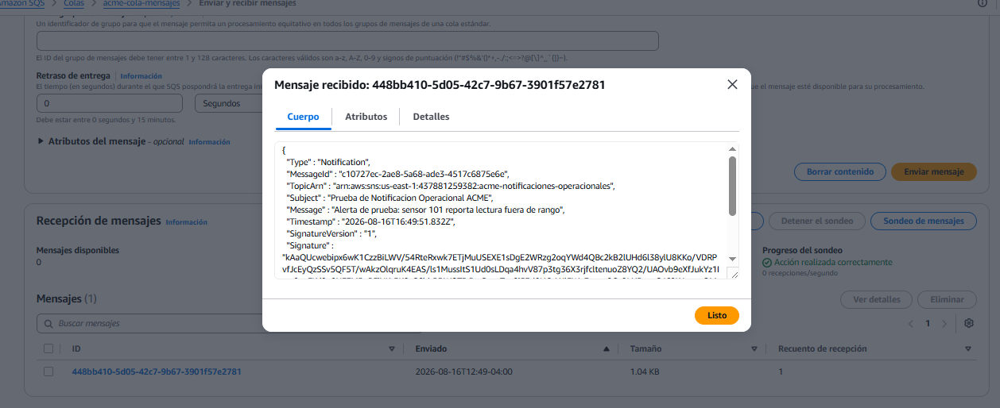 Amazon SQS > Colas > acme-cola-mensajes > Enviar y recibir mensajes
Un identificador de grupo para que el mensaje permita un procesamiento equitativo en todos los grupos de mensajes de una cola estándar.
El ID del grupo de mensajes debe tener entre 1 y 128 caracteres. Los caracteres válidos son a-z, A-Z, 0-9 y signos de puntuación (!"#$%&'()*+,-./:;<=>?@[\]^_`{|}~).
Retraso de entrega Información
El tiempo (en segundos) durante el que SQS pospondrá la entrega
que el mensaje esté disponible para su procesamiento.
0
Segundos
Debe estar entre 0 segundos y 15 minutos.
Atributos del mensaje - opcional Información
Borrar contenido
Enviar mensaje
Mensaje recibido: 448bb410-5d05-42c7-9b67-3901f57e2781
Cuerpo
Atributos
Detalles
{
"Type" : "Notification",
"MessageId" : "c10727ec-2ae8-5a68-ade3-4517c6875e6e",
"TopicArn" : "arn:aws:sns:us-east-1:437881259382:acme-notificaciones-operacionales",
"Subject" : "Prueba de Notificacion Operacional ACME",
"Message" : "Alerta de prueba: sensor 101 reporta lectura fuera de rango",
"Timestamp" : "2026-08-16T16:49:51.832Z",
"SignatureVersion" : "1",
"Signature" :
"kAaQUcwebipx6wK1CzzBiLWV/54RteRxwk7ETjMuUSEXE1sDgE2WRzg2oqYWd4QBc2kB2lUHd6l38ylU8KKo/VDRP
vfJcEyQzSSv5QF5T/wAkzOlqruK4EAS/ls1MussItS1Ud0sLDqa4hvV87p3tg36X3rjfcltenuoZ8YQ2/UAOvb9eXfJukYz1I
Listo
Recepción de mensajes Información
Detener el sondeo
Sondeo de mensajes
Mensajes disponibles
0
Progreso del sondeo
Acción realizada correctamente
0 recepciones/segundo
Mensajes (1)
Ver detalles
Eliminar
Buscar mensajes
1
ID
Enviado
Tamaño
Recuento de recepción
448bb410-5d05-42c7-9b67-3901f57e2781
2026-08-16T12:49-04:00
1.04 KB
1